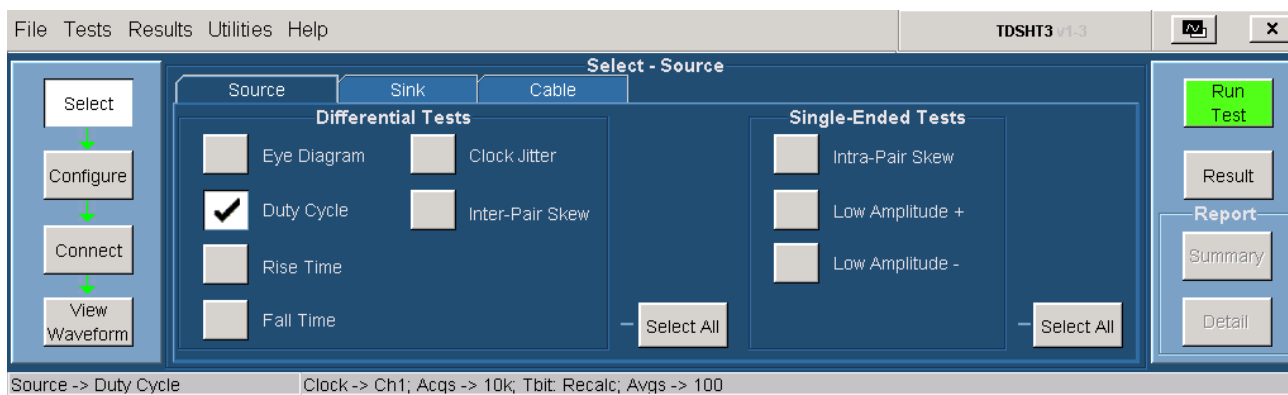 File Tests Results Utilities Help
TDSHT3 v1-3
x
Select - Source
Select
Configure
Connect
View
Waveform
Source Sink Cable
Differential Tests
Eye Diagram Clock Jitter
Duty Cycle Inter-Pair Skew
Rise Time
Fall Time
Select All
Single-Ended Tests
Intra-Pair Skew
Low Amplitude +
Low Amplitude -
Select All
Run
Test
Result
Report
Summary
Detail
Source -> Duty Cycle Clock -> Ch1; Acqs -> 10k; Tbit: Recalc; Avgs -> 100